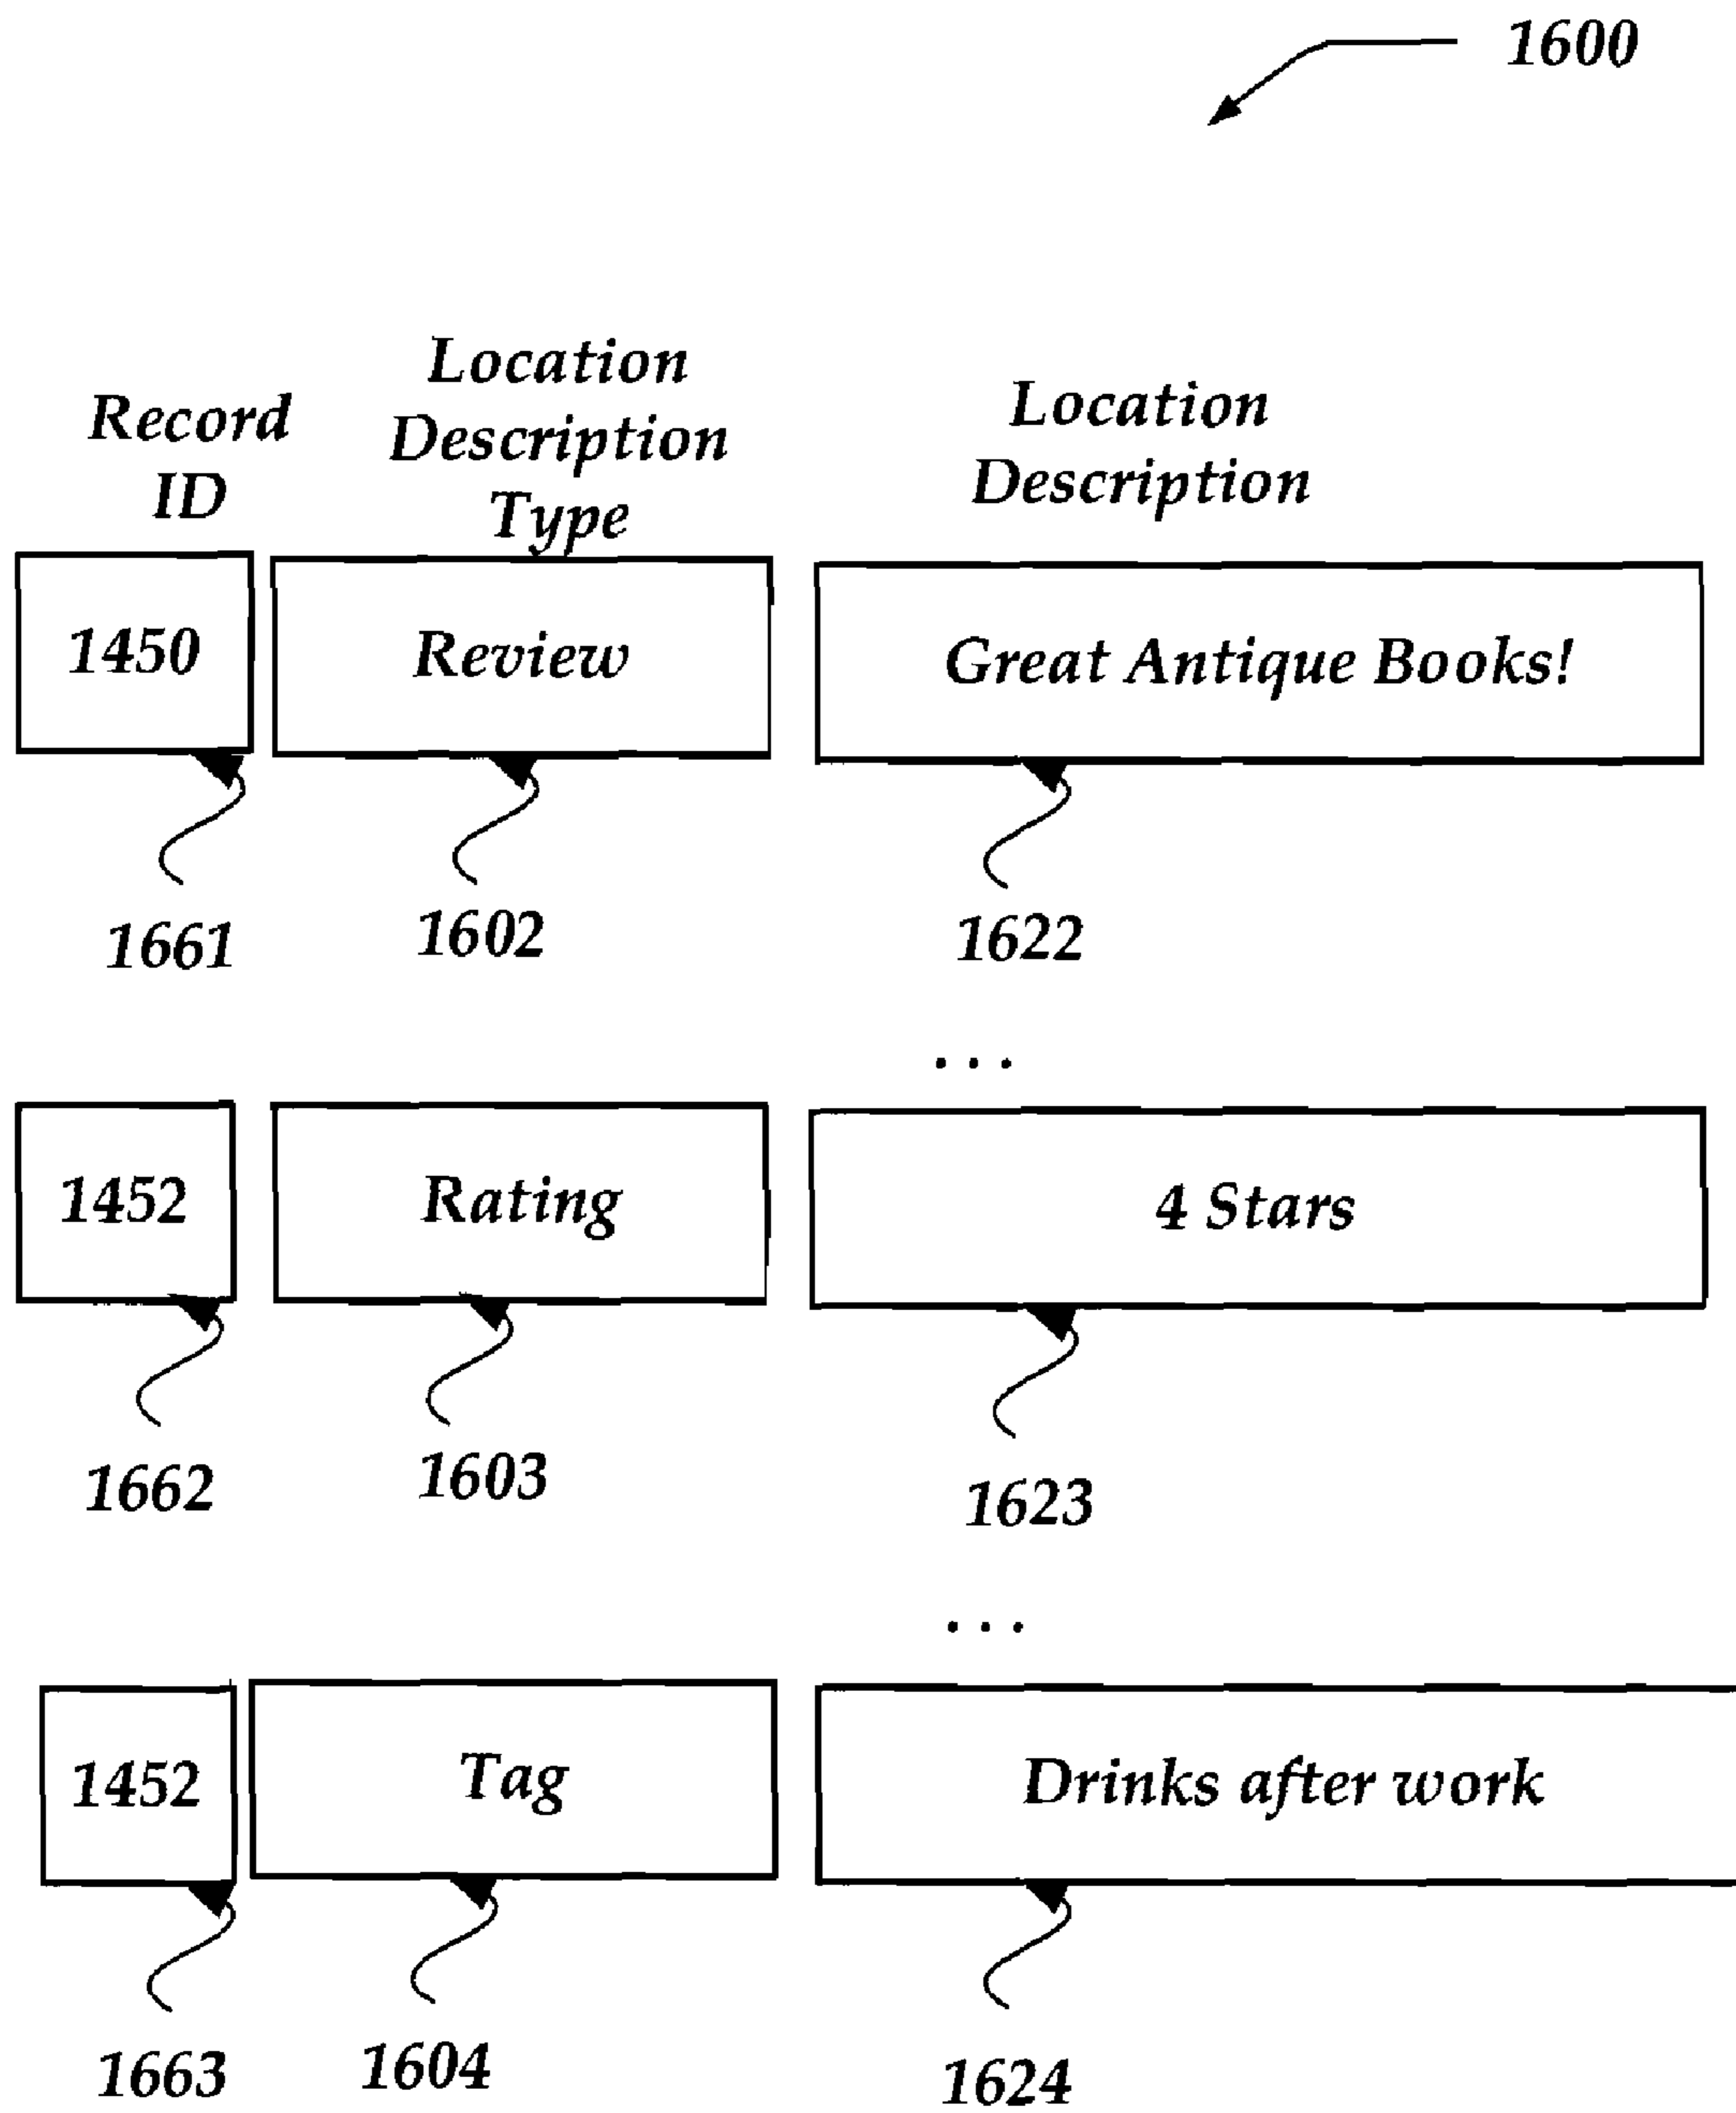 1600
Record
ID
Location
Description
Type
Location
Description
1450
Review
Great Antique Books!
1661
1602
1622
...
1452
Rating
4 Stars
1662
1603
1623
...
1452
Tag
Drinks after work
1663
1604
1624